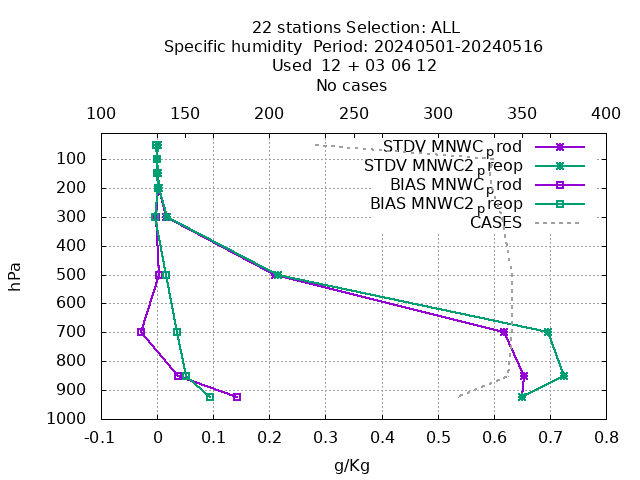 22 stations Selection: ALL
Specific humidity  Period: 20240501-20240516
Used  12 + 03 06 12
No cases
100 150 200 250 300 350 400
STDV MNWC_prod
STDV MNWC2_preop
BIAS MNWC_prod
BIAS MNWC2_preop
CASES
hPa
100
200
300
400
500
600
700
800
900
1000
-0.1 0 0.1 0.2 0.3 0.4 0.5 0.6 0.7 0.8
g/Kg